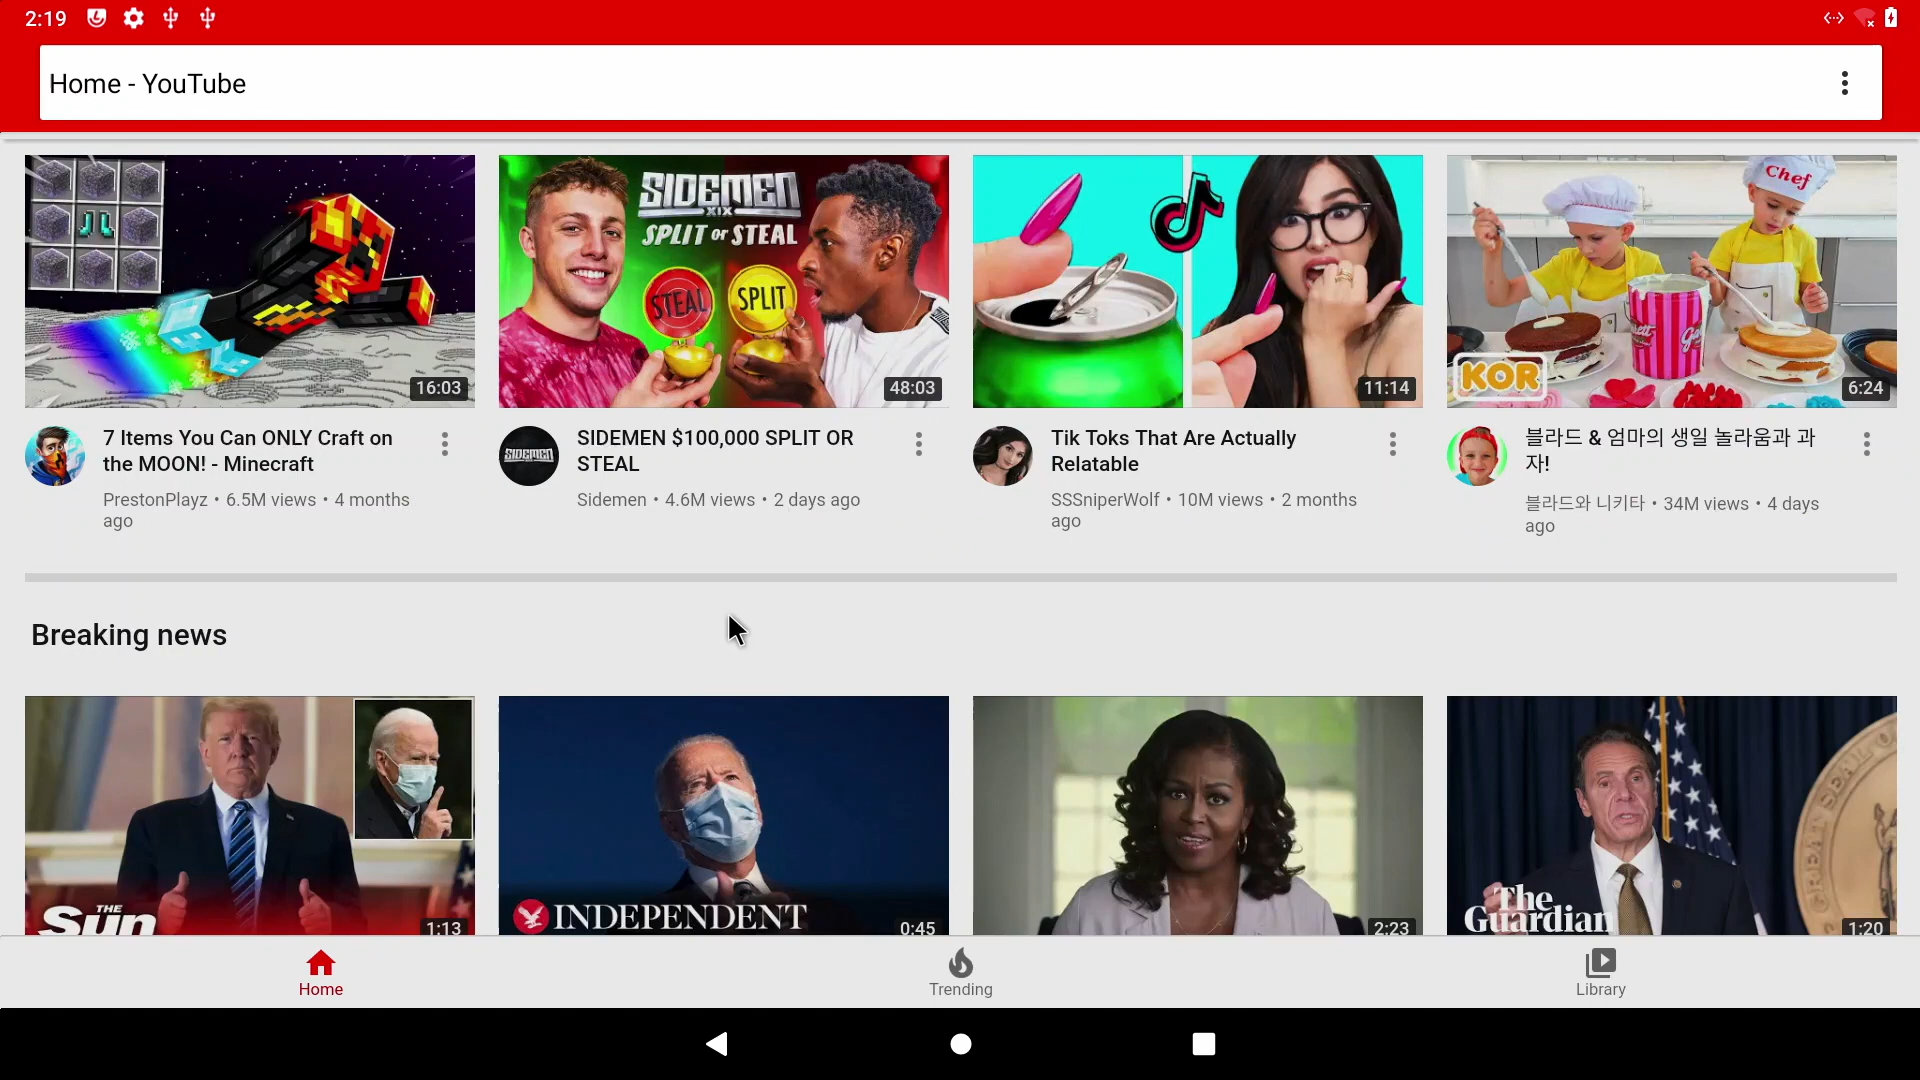 2:19
Home - YouTube
16:03
SIDEMEN
XIX
SPLIT or STEAL
STEAL
SPLIT
48:03
11:14
Chef
KOR
6:24
7 Items You Can ONLY Craft on
the MOON! - Minecraft
PrestonPlayz • 6.5M views • 4 months
ago
SIDEMEN
SIDEMEN $100,000 SPLIT OR
STEAL
Sidemen • 4.6M views • 2 days ago
Tik Toks That Are Actually
Relatable
SSSniperWolf • 10M views • 2 months
ago
블라드 & 엄마의 생일 놀라움과 과
자!
블라드와 니키타 • 34M views • 4 days
ago
Breaking news
THE
Sun
1:13
INDEPENDENT
0:45
2:23
The
Guardian
GREAT SEAL OF
1:20
Home
Trending
Library